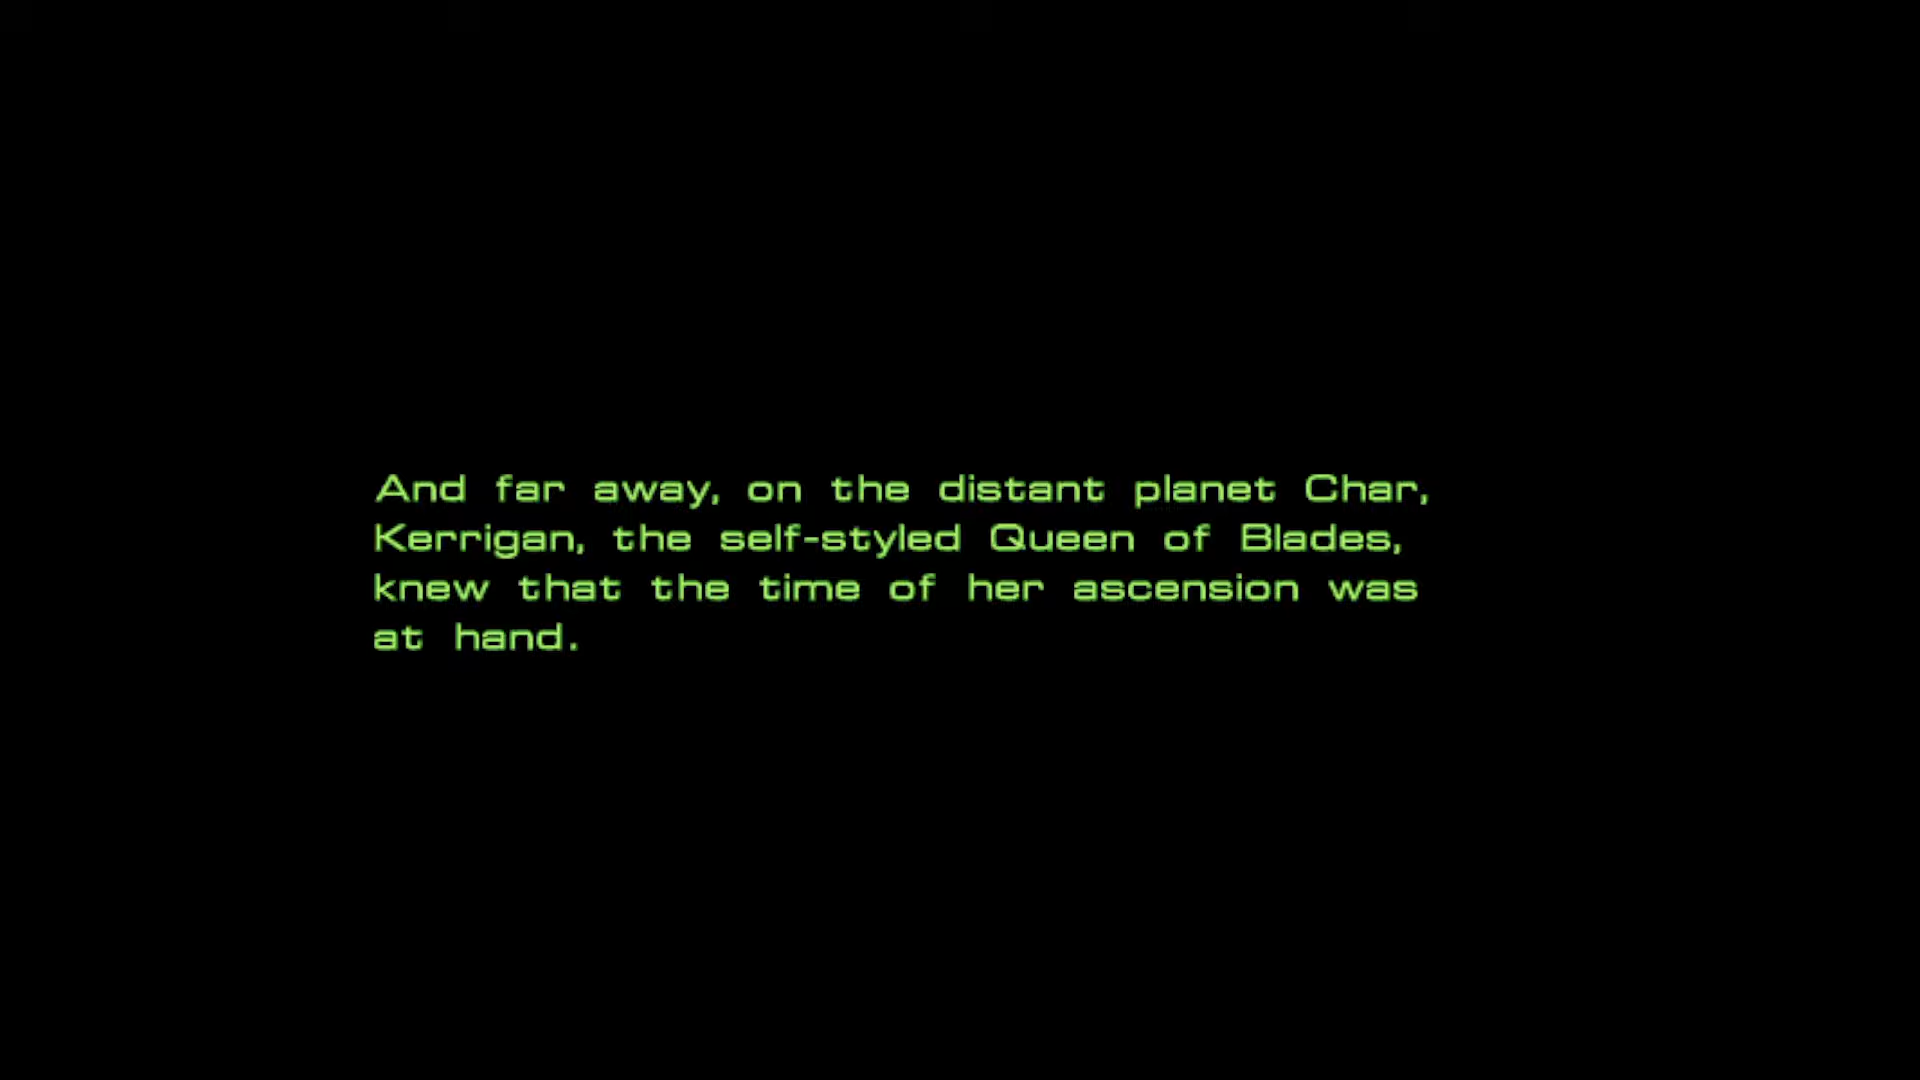 And far away, on the distant planet Char,
Kerrigan, the self-styled Queen of Blades,
knew that the time of her ascension was
at hand.